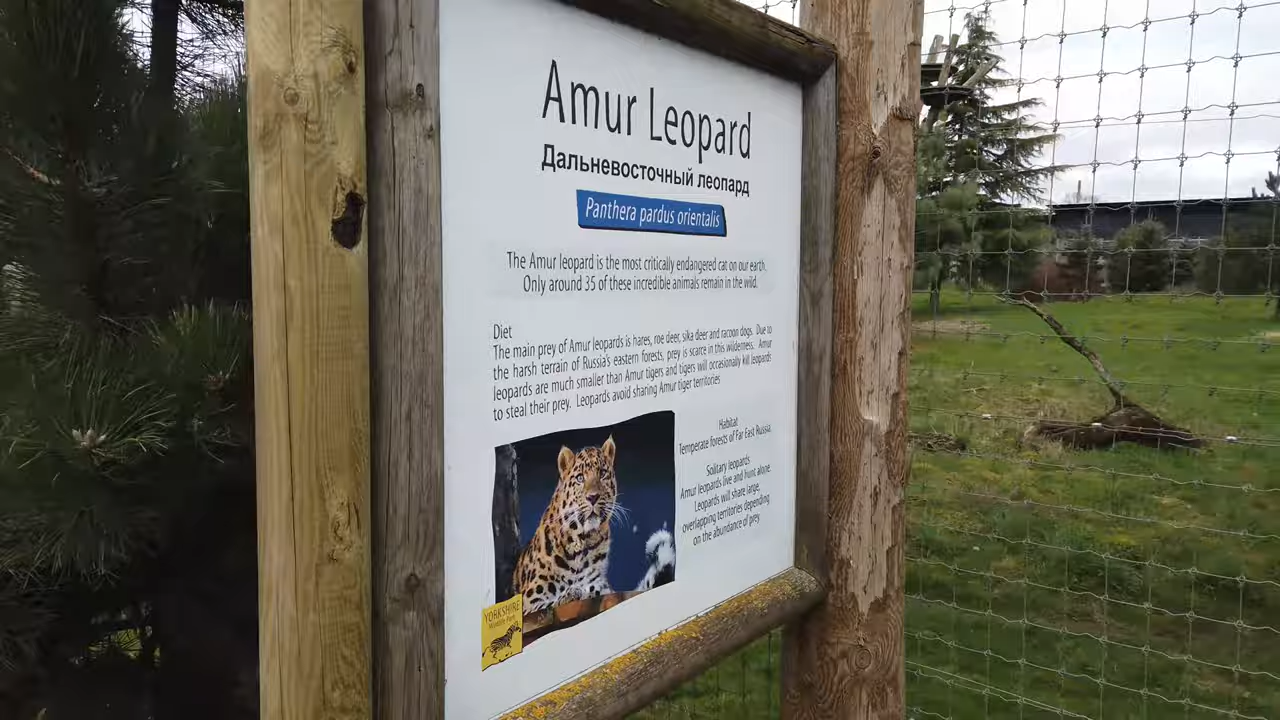 Amur Leopard
Дальневосточный леопард
Panthera pardus orientalis
The Amur leopard is the most critically endangered cat on our earth.
Only around 35 of these incredible animals remain in the wild.
Diet
The main prey of Amur leopards is hares, roe deer, sika deer and racoon dogs. Due to
the harsh terrain of Russia's eastern forests, prey is scarce in this wilderness. Amur
leopards are much smaller than Amur tigers and tigers will occasionally kill leopards
to steal their prey. Leopards avoid sharing Amur tiger territories
Habitat
Temperate forests of Far East Russia.
Solitary leopards
Amur leopards live and hunt alone.
Leopards will share large,
overlapping territories depending
on the abundance of prey.
YORKSHIRE
Wildlife Park